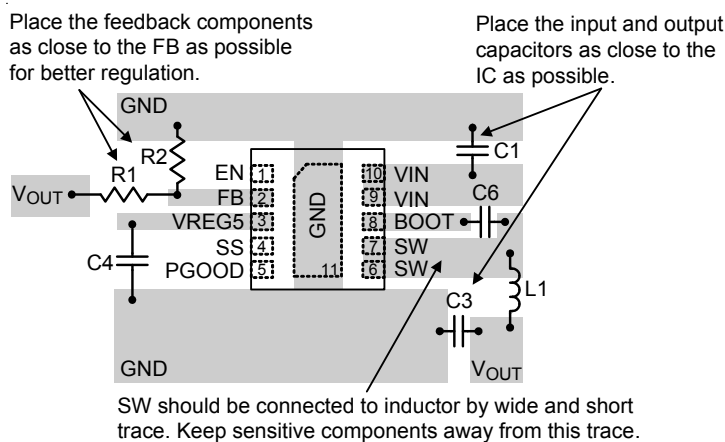 Place the feedback components
as close to the FB as possible
for better regulation.
Place the input and output
capacitors as close to the
IC as possible.
GND
R2
R1
VOUT
C1
EN 1
FB 2
VREG5 3
SS 4
PGOOD 5
GND
11
10 VIN
9 VIN
8 BOOT
7 SW
6 SW
C6
C4
C3
L1
GND
VOUT
SW should be connected to inductor by wide and short
trace. Keep sensitive components away from this trace.